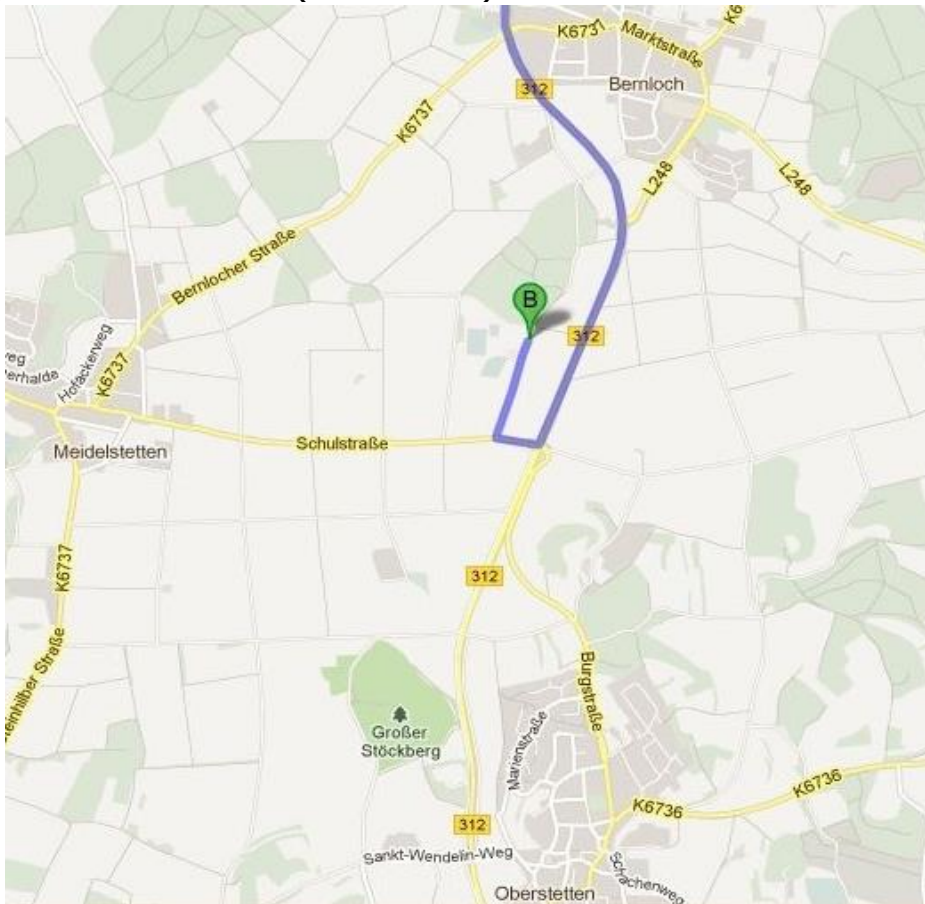 K6737
Marktstraße
312
Bernloch
K6737
L248
L248
Bernlocher Straße
B
312
Hofackerweg
K6737
Schulstraße
Meidelstetten
312
K6737
Burgstraße
Großer
Stöckberg
Marienstraße
K6736
K6736
312
Sankt-Wendelin-Weg
Schachenweg
Oberstetten